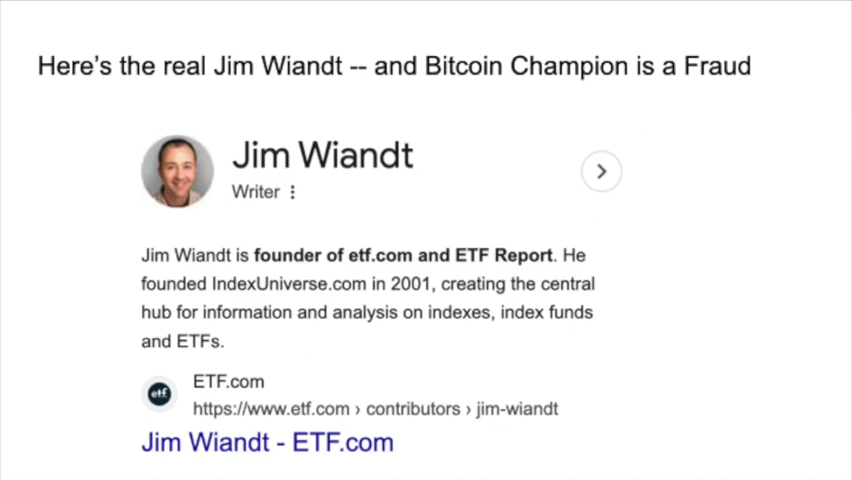 Here's the real Jim Wiandt -- and Bitcoin Champion is a Fraud
Jim Wiandt
Writer
Jim Wiandt is founder of etf.com and ETF Report. He
founded IndexUniverse.com in 2001, creating the central
hub for information and analysis on indexes, index funds
and ETFs.
etf.
ETF.com
https://www.etf.com › contributors › jim-wiandt
Jim Wiandt - ETF.com